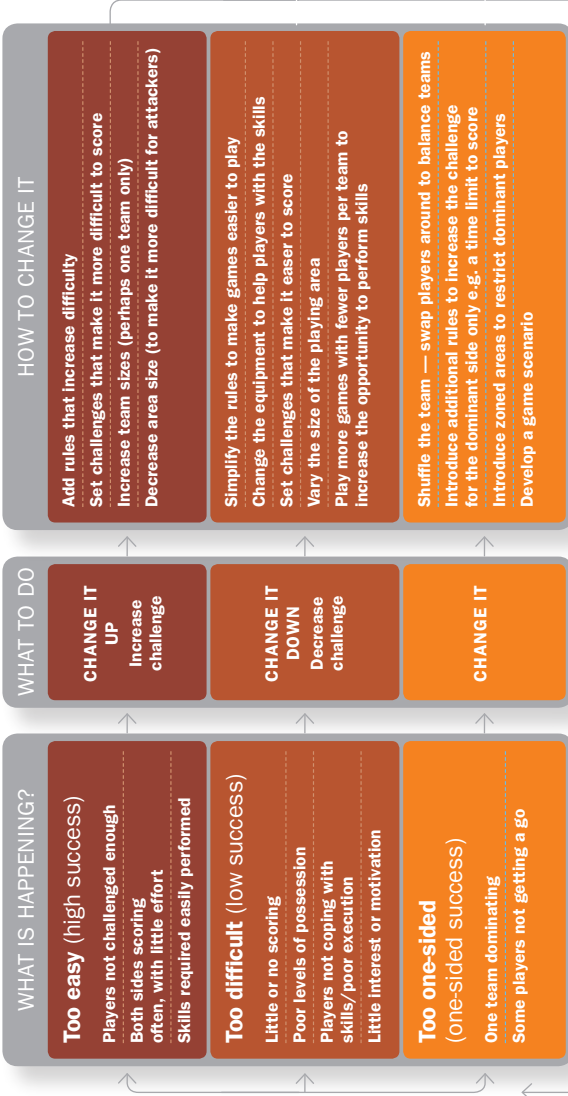 WHAT IS HAPPENING?
Too easy (high success)
Players not challenged enough
Both sides scoring
often, with little effort
Skills required easily performed
Too difficult (low success)
Little or no scoring
Poor levels of possession
Players not coping with
skills/poor execution
Little interest or motivation
Too one-sided
(one-sided success)
One team dominating
Some players not getting a go
WHAT TO DO
CHANGE IT
UP
Increase
challenge
CHANGE IT
DOWN
Decrease
challenge
CHANGE IT
HOW TO CHANGE IT
Add rules that increase difficulty
Set challenges that make it more difficult to score
Increase team sizes (perhaps one team only)
Decrease area size (to make it more difficult for attackers)
Simplify the rules to make games easier to play
Change the equipment to help players with the skills
Set challenges that make it easier to score
Vary the size of the playing area
Play more games with fewer players per team to
increase the opportunity to perform skills
Shuffle the team — swap players around to balance teams
Introduce additional rules to increase the challenge
for the dominant side only e.g. a time limit to score
Introduce zoned areas to restrict dominant players
Develop a game scenario